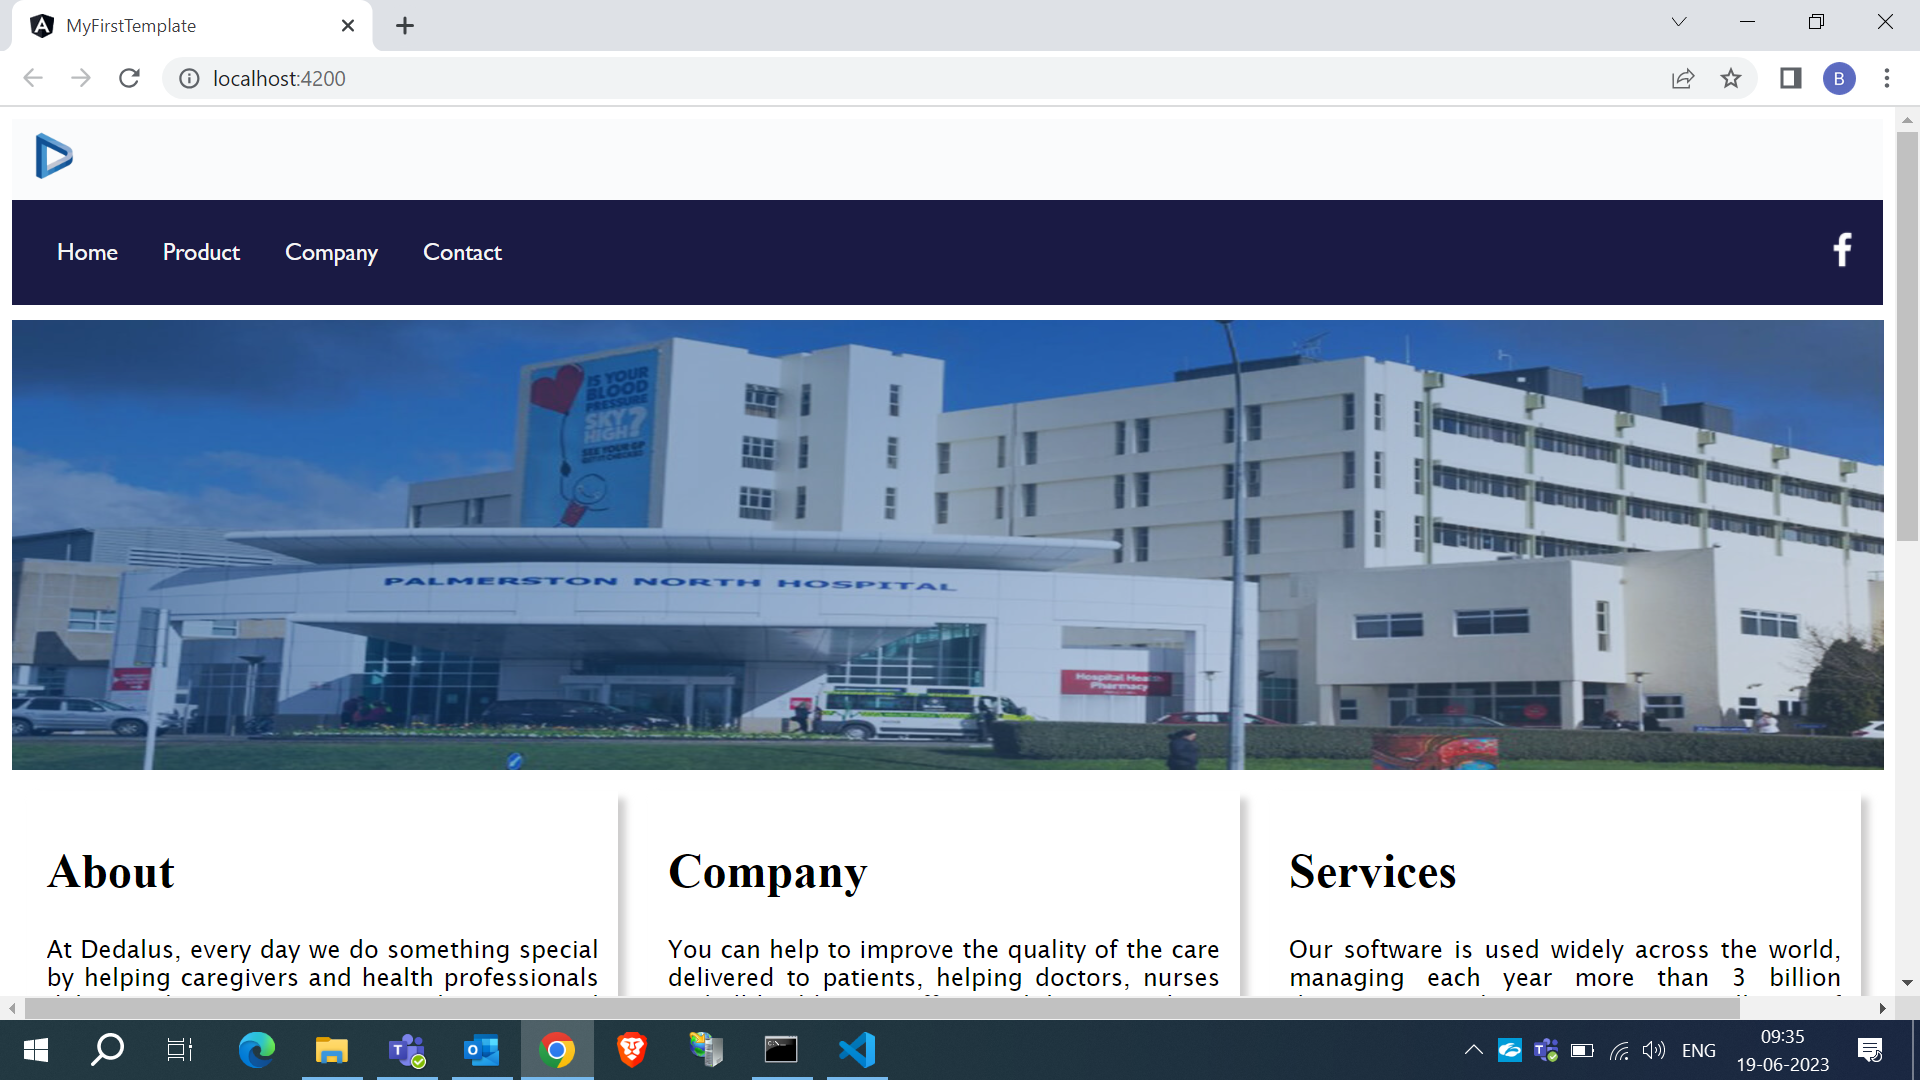 MyFirstTemplate
localhost:4200
B
Home Product Company Contact
IS YOUR
BLOOD
PRESSURE
SKY
HIGH?
SEE YOUR GP
GET IT CHECKED
PALMERSTON NORTH HOSPITAL
Hospital Health
Pharmacy
About
At Dedalus, every day we do something special
by helping caregivers and health professionals
Company
You can help to improve the quality of the care
delivered to patients, helping doctors, nurses
Services
Our software is used widely across the world,
managing each year more than 3 billion
ENG
09:35
19-06-2023